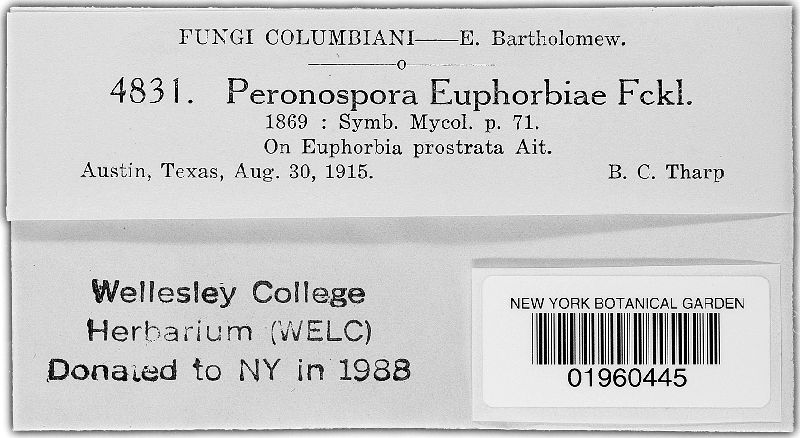 FUNGI COLUMBIANI——E. Bartholomew.
4831. Peronospora Euphorbiae Fckl.
1869 : Symb. Mycol. p. 71.
On Euphorbia prostrata Ait.
Austin, Texas, Aug. 30, 1915. B. C. Tharp
Wellesley College
Herbarium (WELC)
Donated to NY in 1988
NEW YORK BOTANICAL GARDEN
01960445